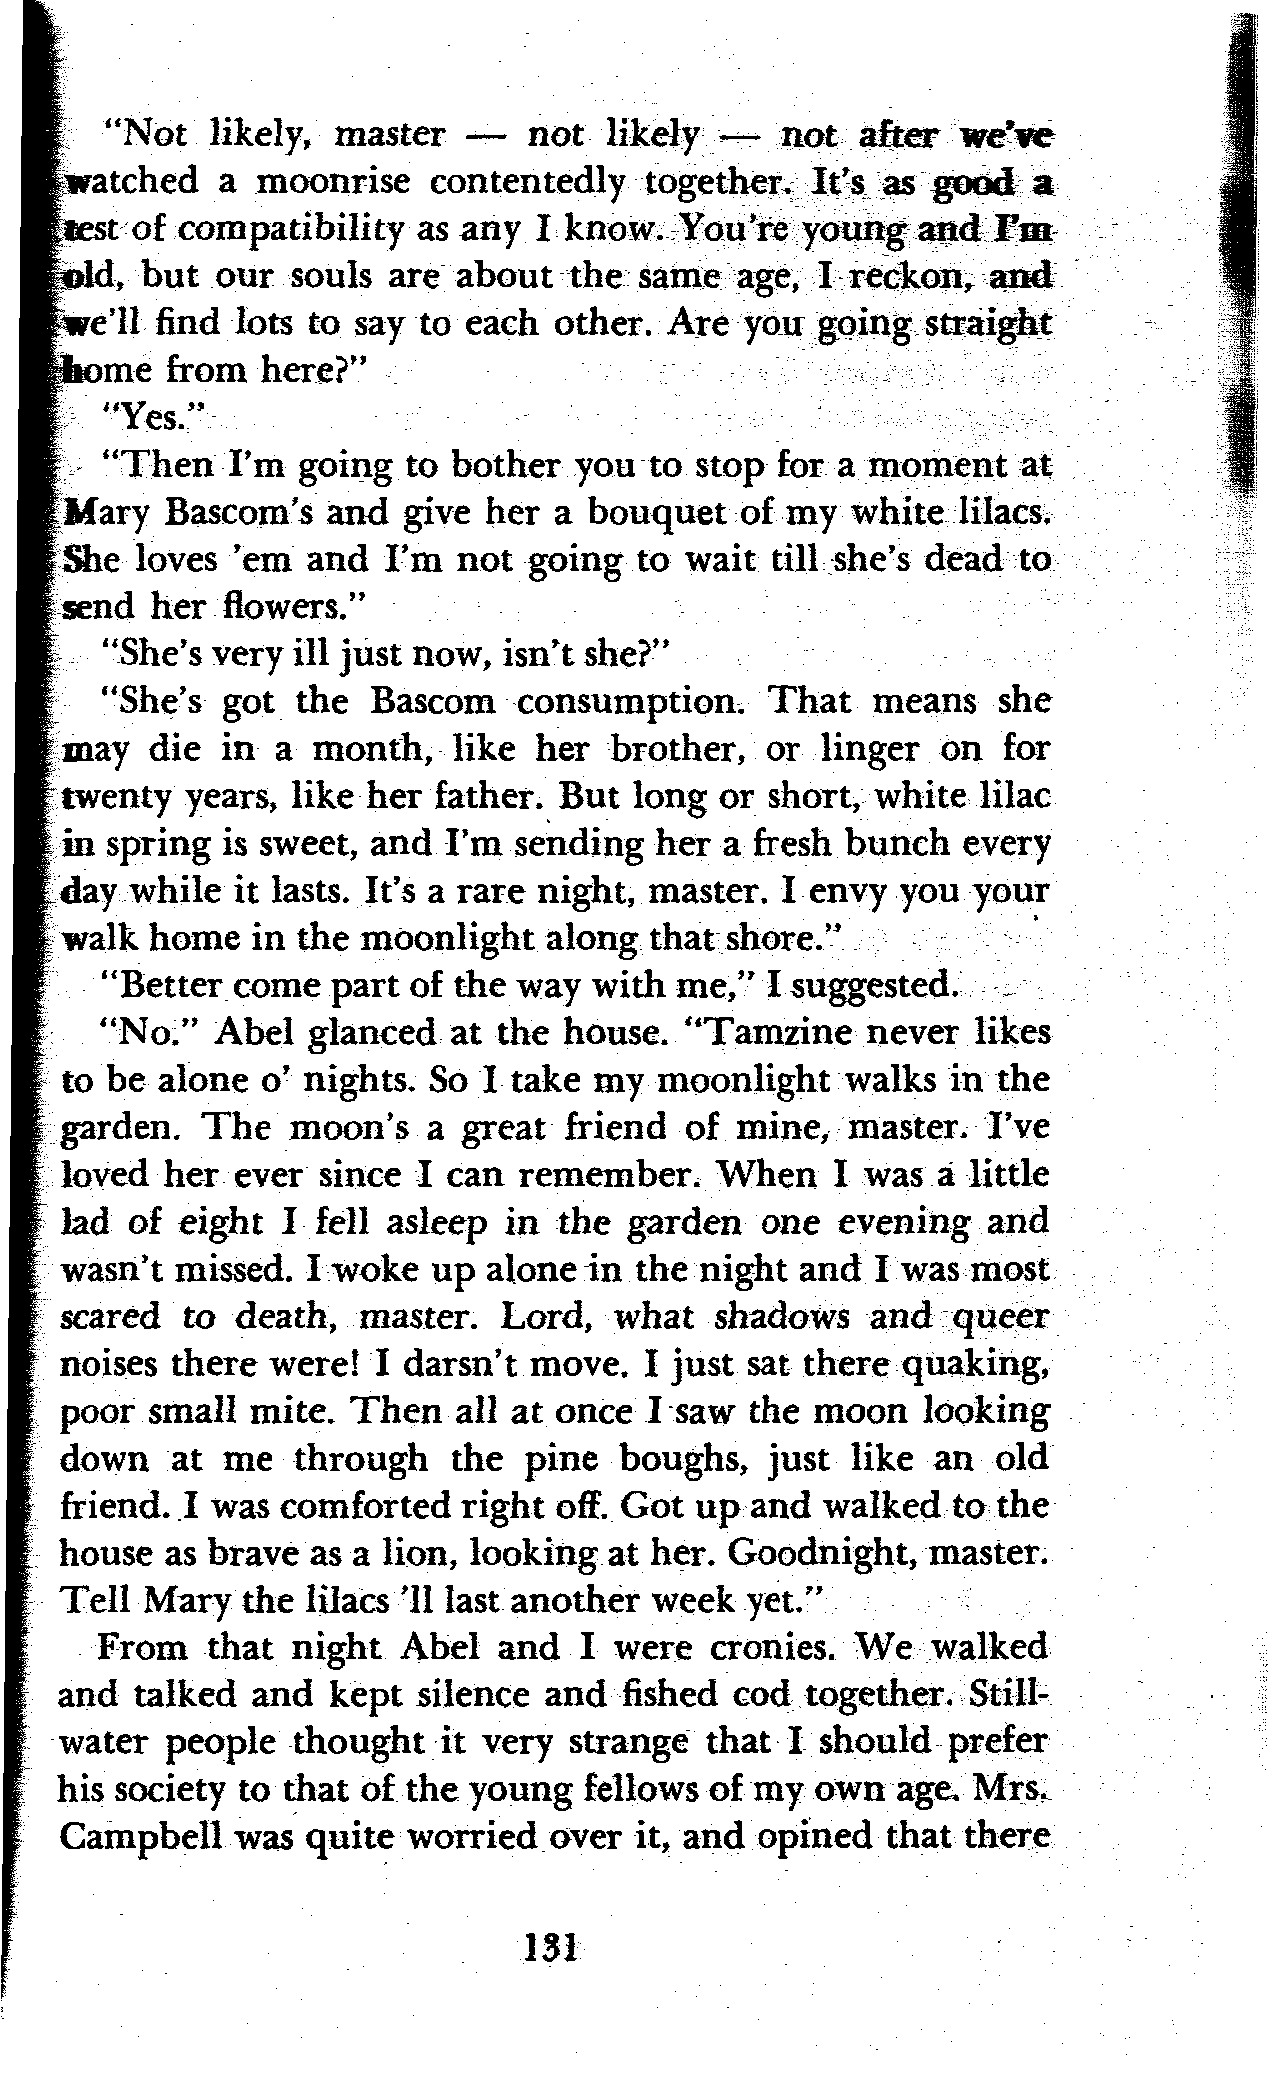 “Not likely, master — not likely — not after we’ve
watched a moonrise contentedly together. It’s as good a
test of compatibility as any I know. You’re young and I’m
old, but our souls are about the same age, I reckon, and
we’ll find lots to say to each other. Are you going straight
home from here?”
“Yes.”
“Then I’m going to bother you to stop for a moment at
Mary Bascom’s and give her a bouquet of my white lilacs.
She loves ’em and I’m not going to wait till she’s dead to
send her flowers.”
“She’s very ill just now, isn’t she?”
“She’s got the Bascom consumption. That means she
may die in a month, like her brother, or linger on for
twenty years, like her father. But long or short, white lilac
in spring is sweet, and I’m sending her a fresh bunch every
day while it lasts. It’s a rare night, master. I envy you your
walk home in the moonlight along that shore.”
“Better come part of the way with me,” I suggested.
“No.” Abel glanced at the house. “Tamzine never likes
to be alone o’ nights. So I take my moonlight walks in the
garden. The moon’s a great friend of mine, master. I’ve
loved her ever since I can remember. When I was a little
lad of eight I fell asleep in the garden one evening and
wasn’t missed. I woke up alone in the night and I was most
scared to death, master. Lord, what shadows and queer
noises there were! I darsn’t move. I just sat there quaking,
poor small mite. Then all at once I saw the moon looking
down at me through the pine boughs, just like an old
friend. I was comforted right off. Got up and walked to the
house as brave as a lion, looking at her. Goodnight, master.
Tell Mary the lilacs ’ll last another week yet.”
From that night Abel and I were cronies. We walked
and talked and kept silence and fished cod together. Still-
water people thought it very strange that I should prefer
his society to that of the young fellows of my own age. Mrs.
Campbell was quite worried over it, and opined that there
131